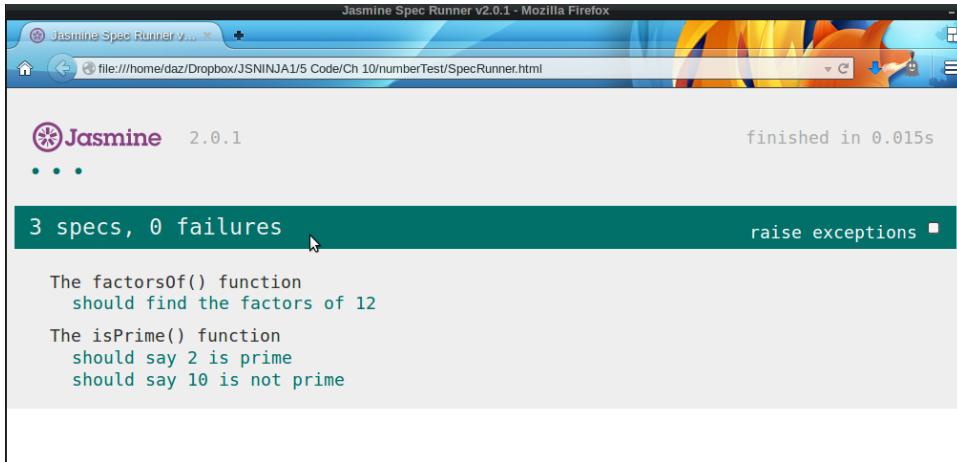 Jasmine Spec Runner v2.0.1 - Mozilla Firefox
Jasmine Spec Runner v...
file:///home/daz/Dropbox/JSNINJA1/5 Code/Ch 10/numberTest/SpecRunner.html
Jasmine 2.0.1 finished in 0.015s
3 specs, 0 failures raise exceptions
The factorsOf() function
should find the factors of 12
The isPrime() function
should say 2 is prime
should say 10 is not prime